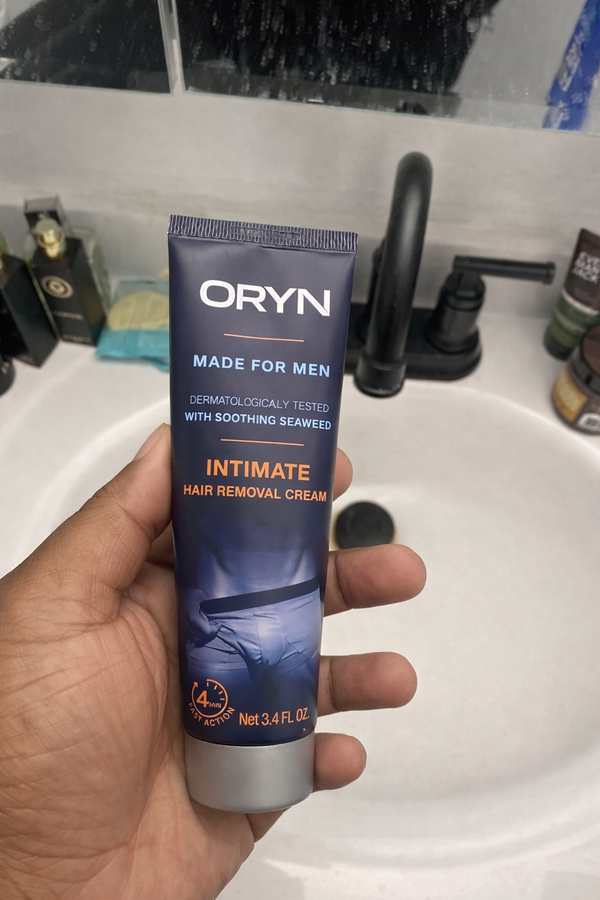 ORYN
MADE FOR MEN
DERMATOLOGICALY TESTED
WITH SOOTHING SEAWEED
INTIMATE
HAIR REMOVAL CREAM
4 MIN
FAST ACTION
Net 3.4 FL OZ.